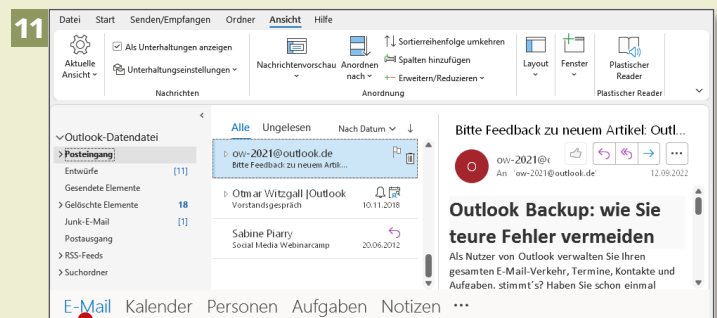 11
Datei Start Senden/Empfangen Ordner Ansicht Hilfe
Aktuelle Ansicht
Als Unterhaltungen anzeigen
Unterhaltungseinstellungen
Nachrichten
Nachrichtenvorschau
Anordnen nach
Sortierreihenfolge umkehren
Spalten hinzufügen
Erweitern/Reduzieren
Anordnung
Layout
Fenster
Plastischer Reader
Plastischer Reader
Outlook-Datendatei
Posteingang
Entwürfe [11]
Gesendete Elemente
Gelöschte Elemente 18
Junk-E-Mail [1]
Postausgang
RSS-Feeds
Suchordner
Alle Ungelesen Nach Datum
ow-2021@outlook.de
Bitte Feedback zu neuem Artik...
Otmar Witzgall |Outlook
Vorstandsgespräch 10.11.2018
Sabine Piarry
Social Media Webinarcamp 20.06.2012
Bitte Feedback zu neuem Artikel: Outl...
O
ow-2021@
An 'ow-2021@outlook.de' 12.09.2022
Outlook Backup: wie Sie
teure Fehler vermeiden
Als Nutzer von Outlook verwalten Sie Ihren
gesamten E-Mail-Verkehr, Termine, Kontakte und
Aufgaben, stimmt´s? Haben Sie schon einmal
E-Mail Kalender Personen Aufgaben Notizen ...